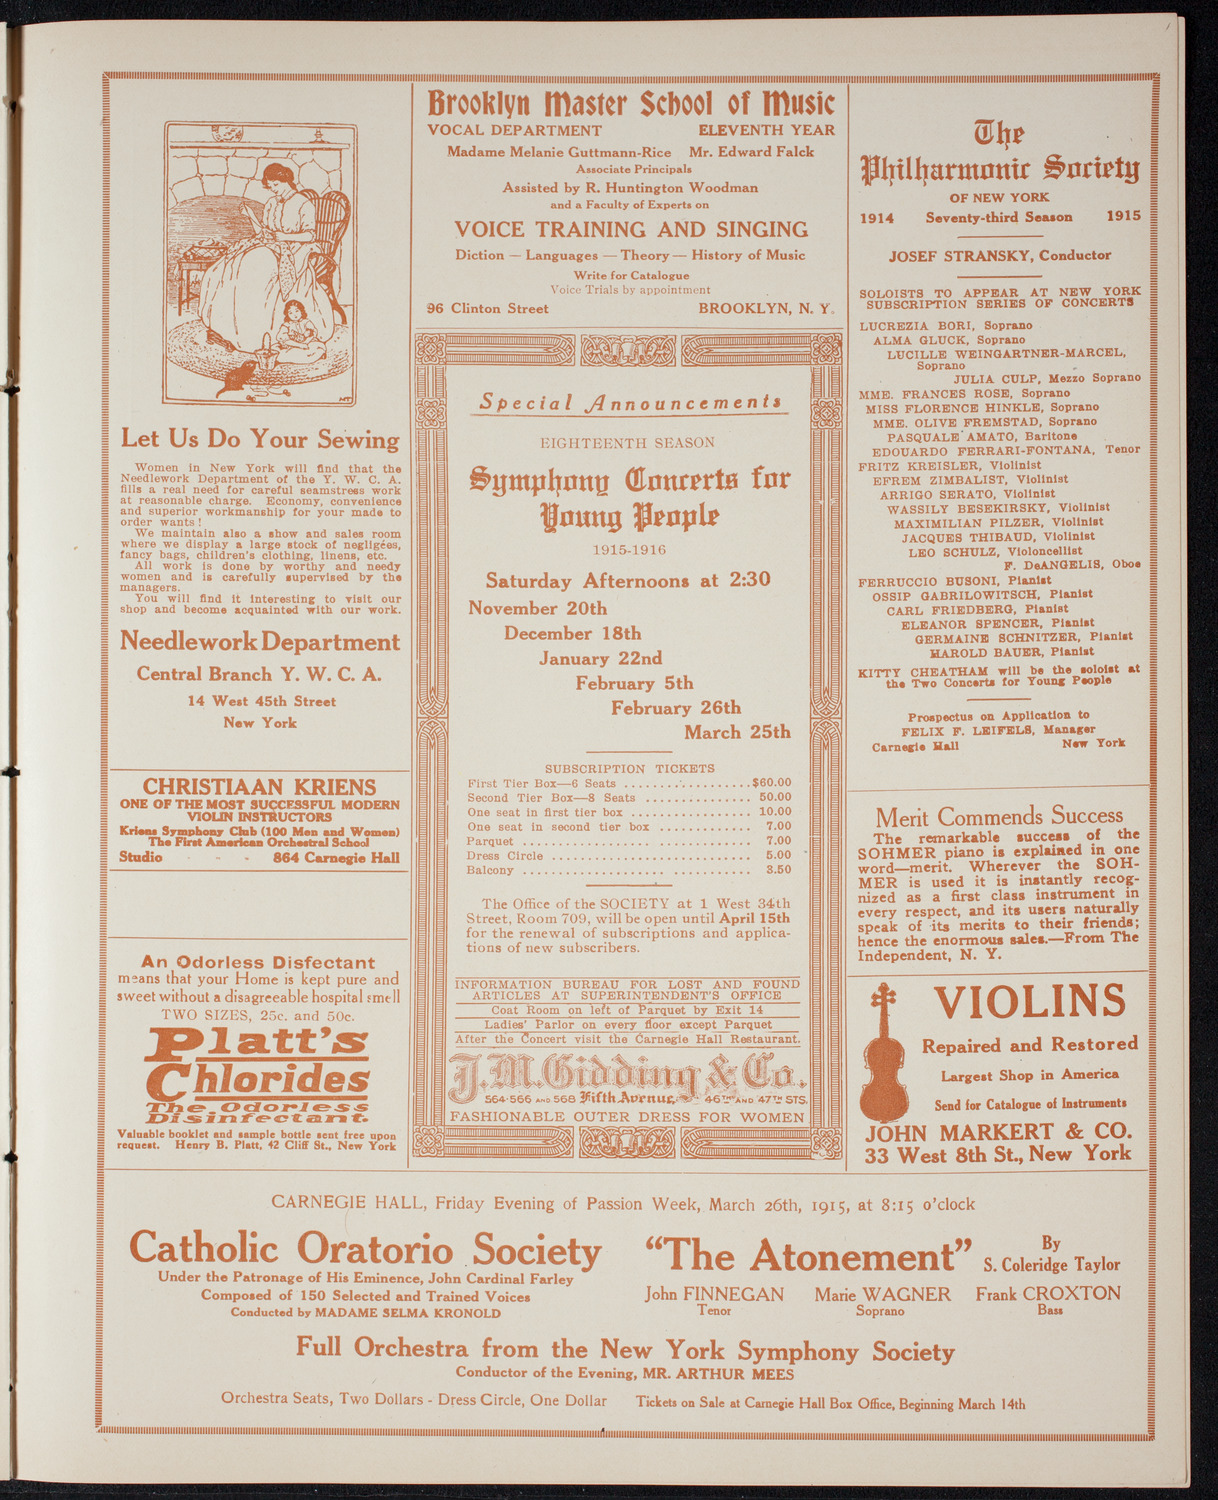 Let Us Do Your Sewing
Women in New York will find that the
Needlework Department of the Y. W. C. A.
fills a real need for careful seamstress work
at reasonable charge. Economy, convenience
and superior workmanship for your made to
order wants!
We maintain also a show and sales room
where we display a large stock of negligées,
fancy bags, children's clothing, linens, etc.
All work is done by worthy and needy
women and is carefully supervised by the
managers.
You will find it interesting to visit our
shop and become acquainted with our work.
Needlework Department
Central Branch Y. W. C. A.
14 West 45th Street
New York
CHRISTIAAN KRIENS
ONE OF THE MOST SUCCESSFUL MODERN
VIOLIN INSTRUCTORS
Kriens Symphony Club (100 Men and Women)
The First American Orchestral School
Studio - - - 864 Carnegie Hall
An Odorless Disfectant
means that your Home is kept pure and
sweet without a disagreeable hospital smell
TWO SIZES, 25c. and 50c.
Platt's
Chlorides
The Odorless
Disinfectant.
Valuable booklet and sample bottle sent free upon
request. Henry B. Platt, 42 Cliff St., New York
Brooklyn Master School of Music
VOCAL DEPARTMENT ELEVENTH YEAR
Madame Melanie Guttmann-Rice Mr. Edward Falck
Associate Principals
Assisted by R. Huntington Woodman
and a Faculty of Experts on
VOICE TRAINING AND SINGING
Diction — Languages — Theory — History of Music
Write for Catalogue
Voice Trials by appointment
96 Clinton Street BROOKLYN, N. Y.
Special Announcements
EIGHTEENTH SEASON
Symphony Concerts for
Young People
1915-1916
Saturday Afternoons at 2:30
November 20th
December 18th
January 22nd
February 5th
February 26th
March 25th
SUBSCRIPTION TICKETS
First Tier Box—6 Seats ..................$60.00
Second Tier Box—8 Seats ............... 50.00
One seat in first tier box ................. 10.00
One seat in second tier box ............. 7.00
Parquet ................................ 7.00
Dress Circle ............................ 5.00
Balcony .................... ........... 3.50
The Office of the SOCIETY at 1 West 34th
Street, Room 709, will be open until April 15th
for the renewal of subscriptions and applica-
tions of new subscribers.
INFORMATION BUREAU FOR LOST AND FOUND
ARTICLES AT SUPERINTENDENT'S OFFICE
Coat Room on left of Parquet by Exit 14
Ladies' Parlor on every floor except Parquet
After the Concert visit the Carnegie Hall Restaurant.
J.M. Gidding & Co.
564·566 AND 568 Fifth Avenue, 46TH AND 47TH STS.
FASHIONABLE OUTER DRESS FOR WOMEN
The
Philharmonic Society
OF NEW YORK
1914 Seventy-third Season 1915
JOSEF STRANSKY, Conductor
SOLOISTS TO APPEAR AT NEW YORK
SUBSCRIPTION SERIES OF CONCERTS
LUCREZIA BORI, Soprano
ALMA GLUCK, Soprano
LUCILLE WEINGARTNER-MARCEL,
Soprano
JULIA CULP, Mezzo Soprano
MME. FRANCES ROSE, Soprano
MISS FLORENCE HINKLE, Soprano
MME. OLIVE FREMSTAD, Soprano
PASQUALE AMATO, Baritone
EDOUARDO FERRARI-FONTANA, Tenor
FRITZ KREISLER, Violinist
EFREM ZIMBALIST, Violinist
ARRIGO SERATO, Violinist
WASSILY BESEKIRSKY, Violinist
MAXIMILIAN PILZER, Violinist
JACQUES THIBAUD, Violinist
LEO SCHULZ, Violoncellist
F. DeANGELIS, Oboe
FERRUCCIO BUSONI, Pianist
OSSIP GABRILOWITSCH, Pianist
CARL FRIEDBERG, Pianist
ELEANOR SPENCER, Pianist
GERMAINE SCHNITZER, Pianist
HAROLD BAUER, Pianist
KITTY CHEATHAM will be the soloist at
the Two Concerts for Young People
Prospectus on Application to
FELIX F. LEIFELS, Manager
Carnegie Hall New York
Merit Commends Success
The remarkable success of the
SOHMER piano is explained in one
word—merit. Wherever the SOH-
MER is used it is instantly recog-
nized as a first class instrument in
every respect, and its users naturally
speak of its merits to their friends;
hence the enormous sales.—From The
Independent, N. Y.
VIOLINS
Repaired and Restored
Largest Shop in America
Send for Catalogue of Instruments
JOHN MARKERT & CO.
33 West 8th St., New York
CARNEGIE HALL, Friday Evening of Passion Week, March 26th, 1915, at 8:15 o'clock
Catholic Oratorio Society
Under the Patronage of His Eminence, John Cardinal Farley
Composed of 150 Selected and Trained Voices
Conducted by MADAME SELMA KRONOLD
"The Atonement" By
S. Coleridge Taylor
John FINNEGAN Marie WAGNER Frank CROXTON
Tenor Soprano Bass
Full Orchestra from the New York Symphony Society
Conductor of the Evening, MR. ARTHUR MEES
Orchestra Seats, Two Dollars - Dress Circle, One Dollar Tickets on Sale at Carnegie Hall Box Office, Beginning March 14th